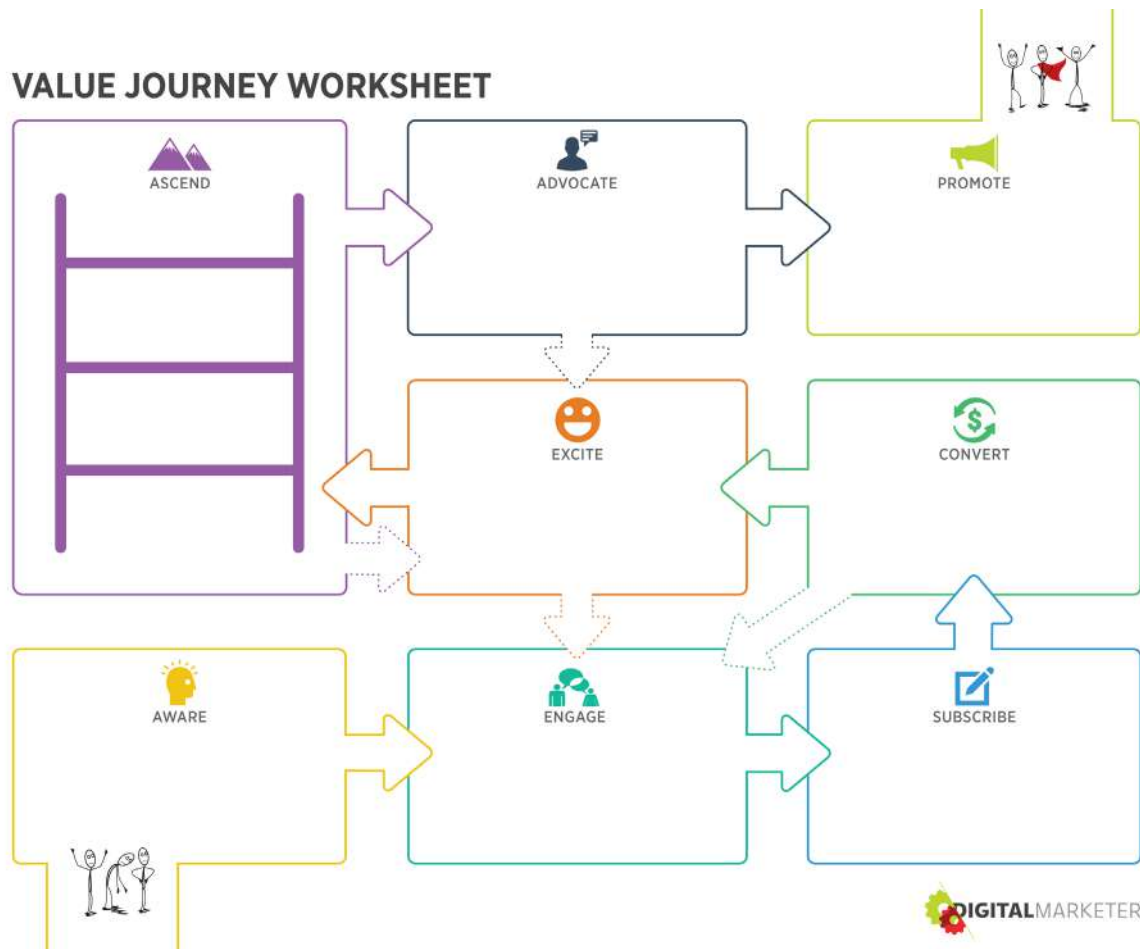 VALUE JOURNEY WORKSHEET
ASCEND
ADVOCATE
PROMOTE
EXCITE
$
CONVERT
AWARE
ENGAGE
SUBSCRIBE
DIGITALMARKETER